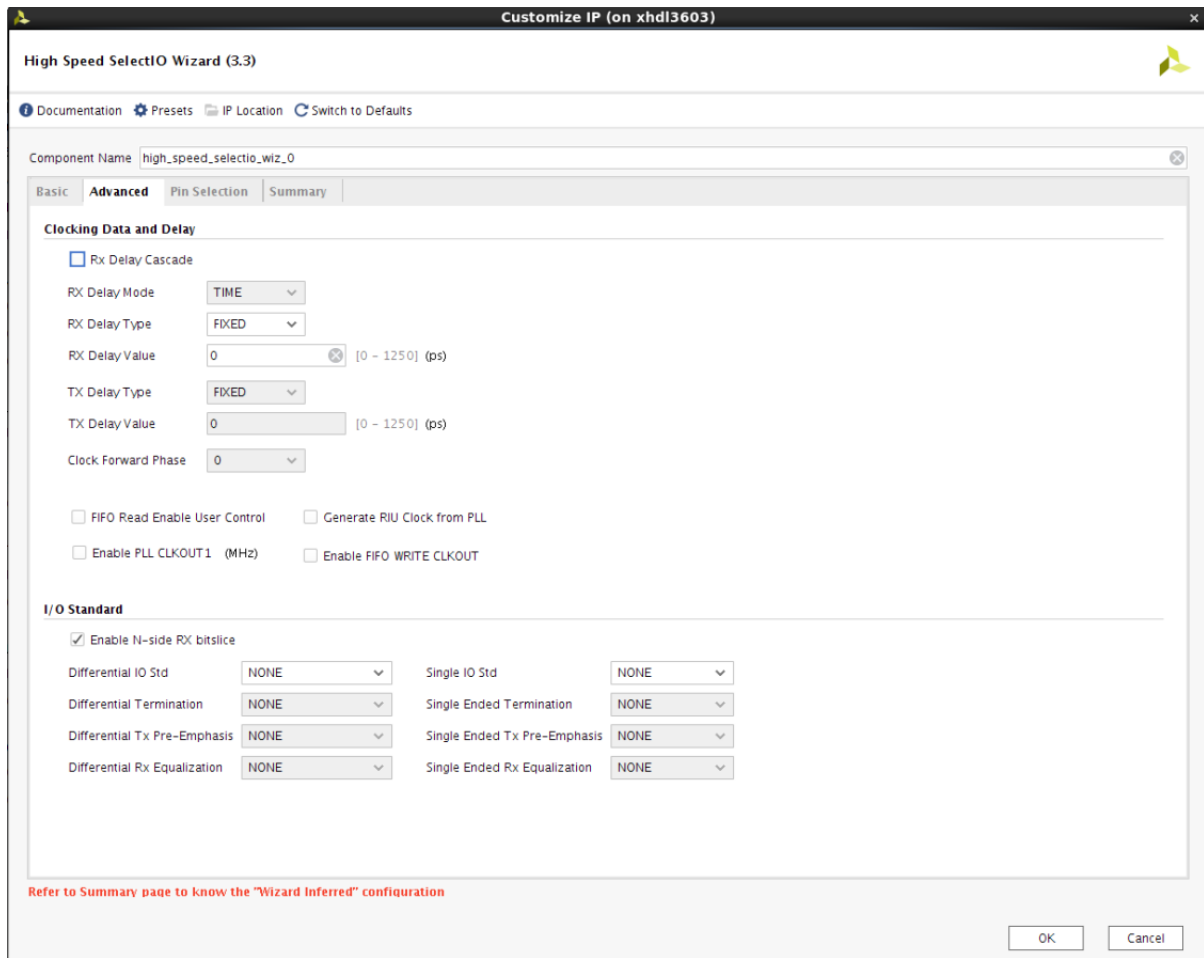 Customize IP (on xhdl3603)
High Speed SelectIO Wizard (3.3)
Documentation Presets IP Location Switch to Defaults
Component Name high_speed_selectio_wiz_0
Basic Advanced Pin Selection Summary
Clocking Data and Delay
Rx Delay Cascade
RX Delay Mode TIME
RX Delay Type FIXED
RX Delay Value 0 [0 - 1250] (ps)
TX Delay Type FIXED
TX Delay Value 0 [0 - 1250] (ps)
Clock Forward Phase 0
FIFO Read Enable User Control Generate RIU Clock from PLL
Enable PLL CLKOUT1 (MHz) Enable FIFO WRITE CLKOUT
I/O Standard
Enable N-side RX bitslice
Differential IO Std NONE Single IO Std NONE
Differential Termination NONE Single Ended Termination NONE
Differential Tx Pre-Emphasis NONE Single Ended Tx Pre-Emphasis NONE
Differential Rx Equalization NONE Single Ended Rx Equalization NONE
Refer to Summary page to know the "Wizard Inferred" configuration
OK Cancel